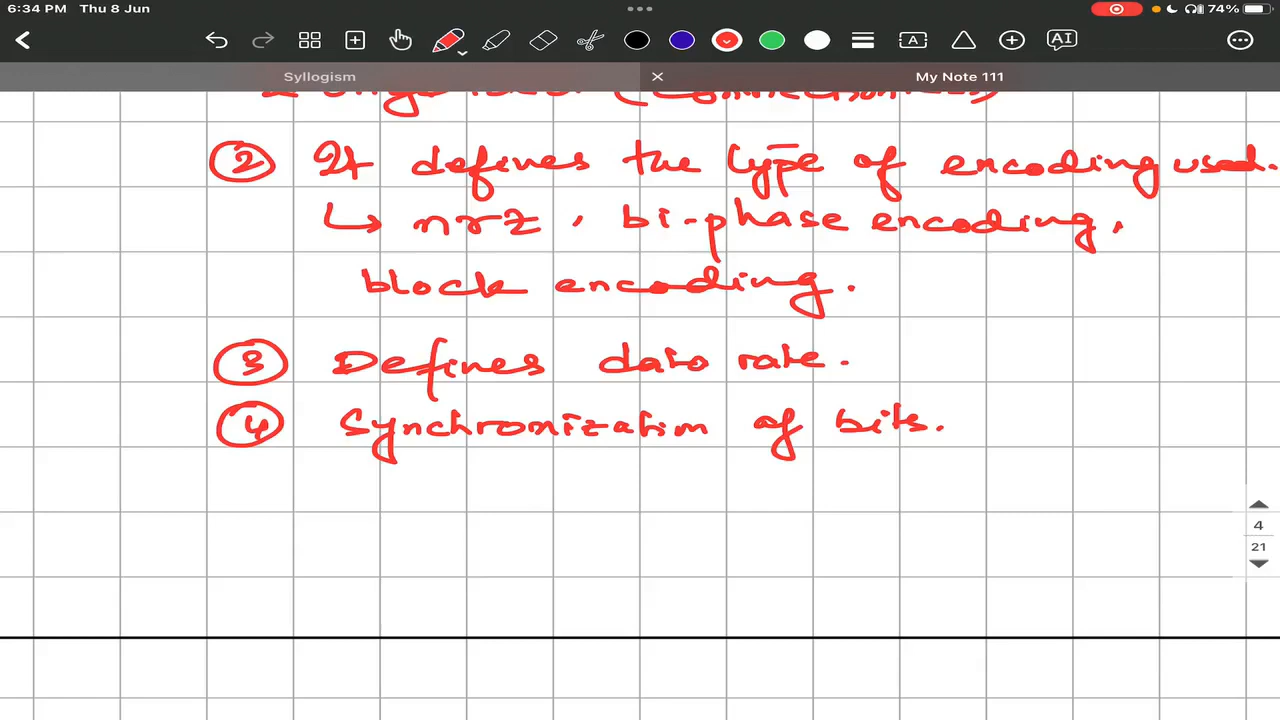 6:34 PM Thu 8 Jun
74%
A
AI
Syllogism
My Note 111
② It defines the type of encoding used.
↳ nrz, bi-phase encoding,
block encoding.
③ Defines data rate.
④ Synchronization of bits.
4
21